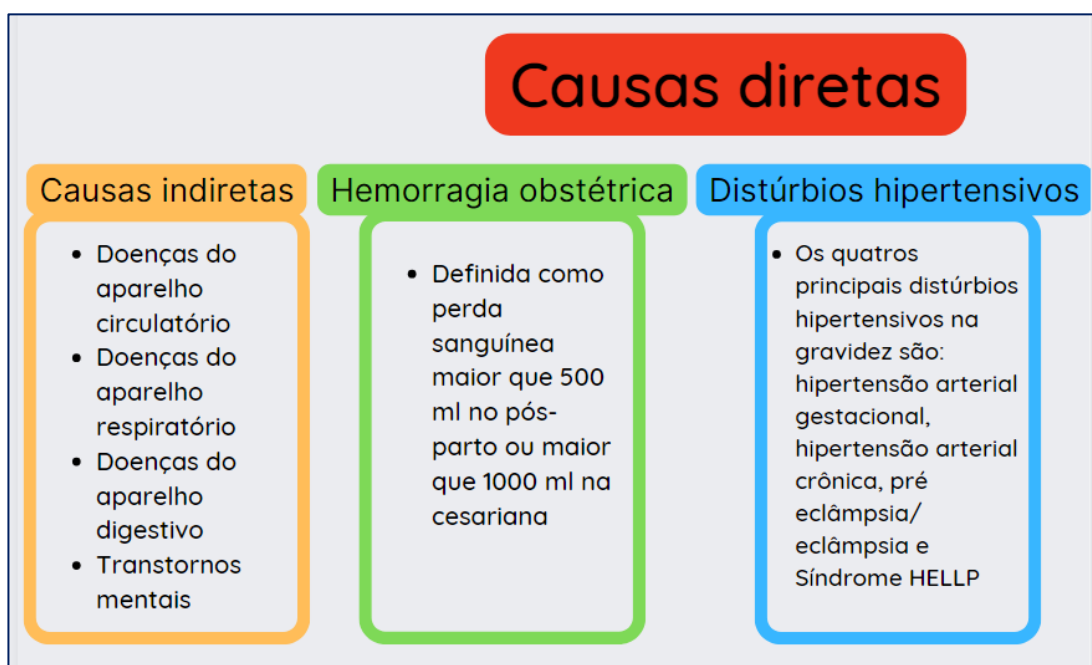 Causas diretas
Causas indiretas
• Doenças do
aparelho
circulatório
• Doenças do
aparelho
respiratório
• Doenças do
aparelho
digestivo
• Transtornos
mentais
Hemorragia obstétrica
• Definida como
perda
sanguínea
maior que 500
ml no pós-
parto ou maior
que 1000 ml na
cesariana
Distúrbios hipertensivos
• Os quatros
principais distúrbios
hipertensivos na
gravidez são:
hipertensão arterial
gestacional,
hipertensão arterial
crônica, pré
eclâmpsia/
eclâmpsia e
Síndrome HELLP